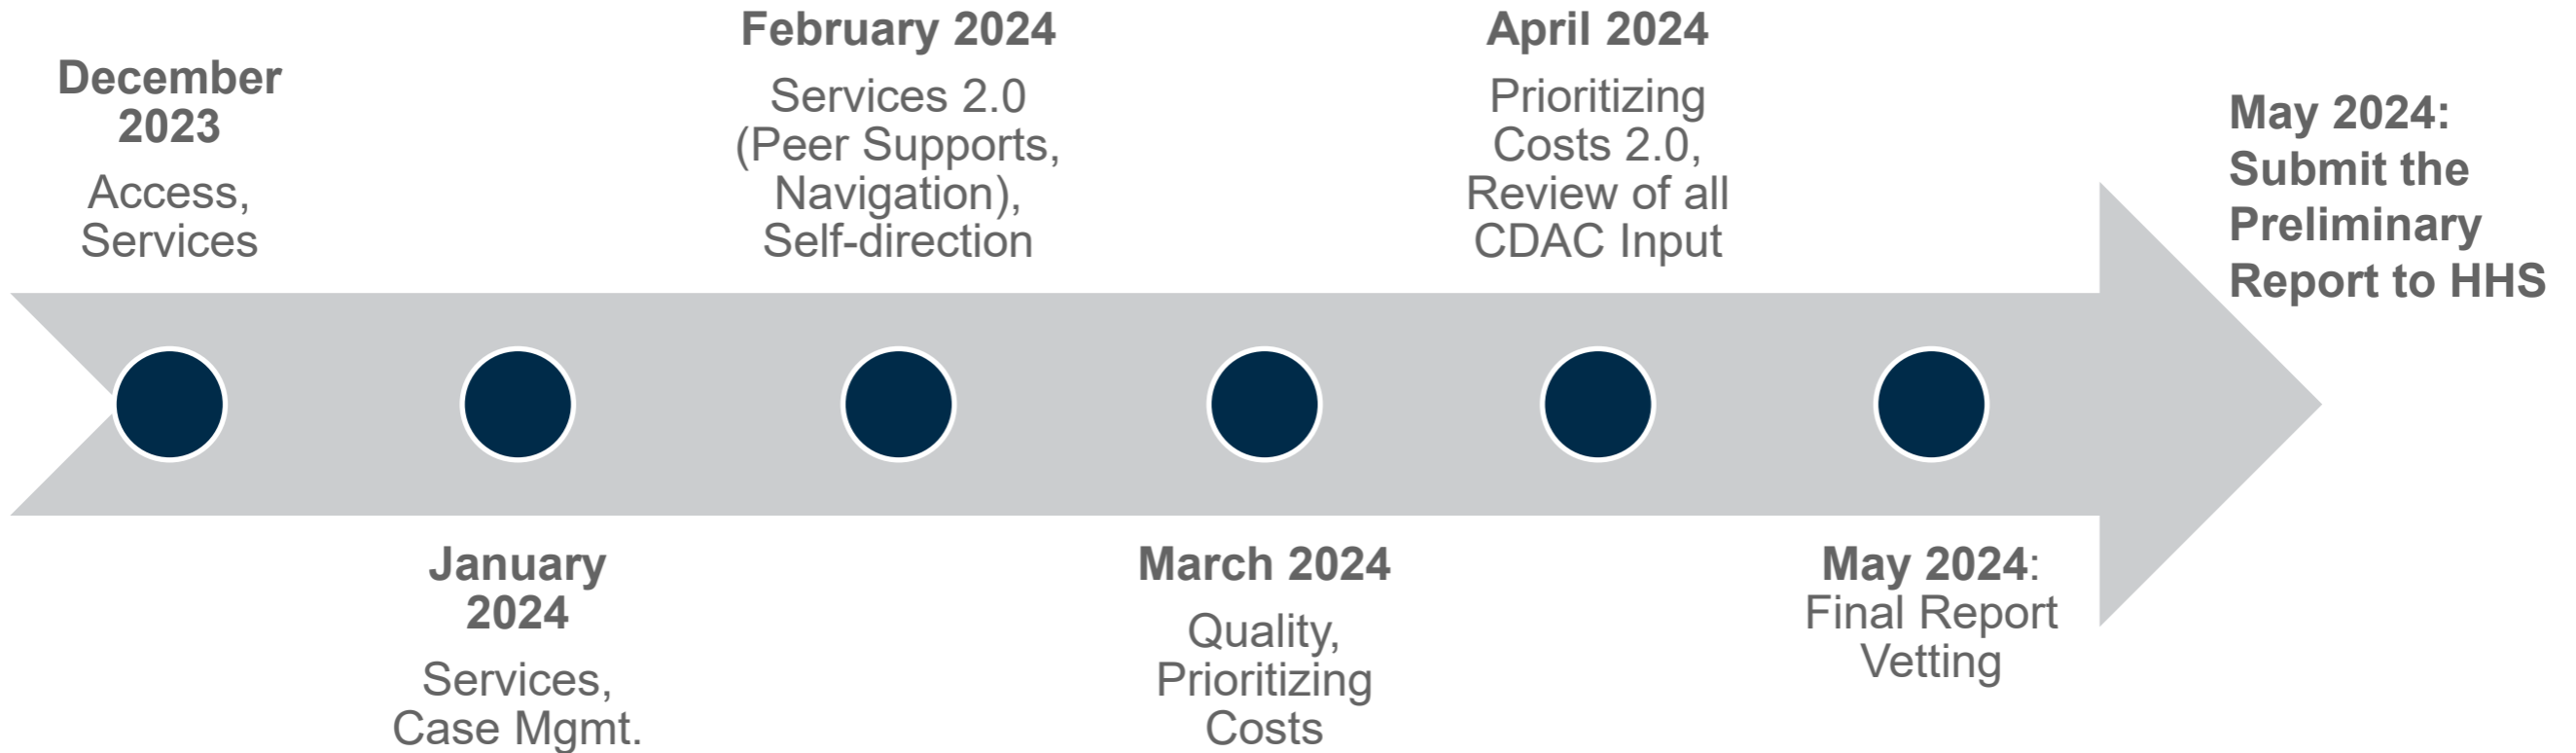 December
2023
Access,
Services
January
2024
Services,
Case Mgmt.
February 2024
Services 2.0
(Peer Supports,
Navigation),
Self-direction
March 2024
Quality,
Prioritizing
Costs
April 2024
Prioritizing
Costs 2.0,
Review of all
CDAC Input
May 2024:
Final Report
Vetting
May 2024:
Submit the
Preliminary
Report to HHS